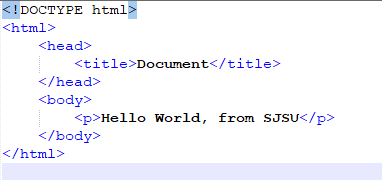 <!DOCTYPE html>
<html>
    <head>
        <title>Document</title>
    </head>
    <body>
        <p>Hello World, from SJSU</p>
    </body>
</html>